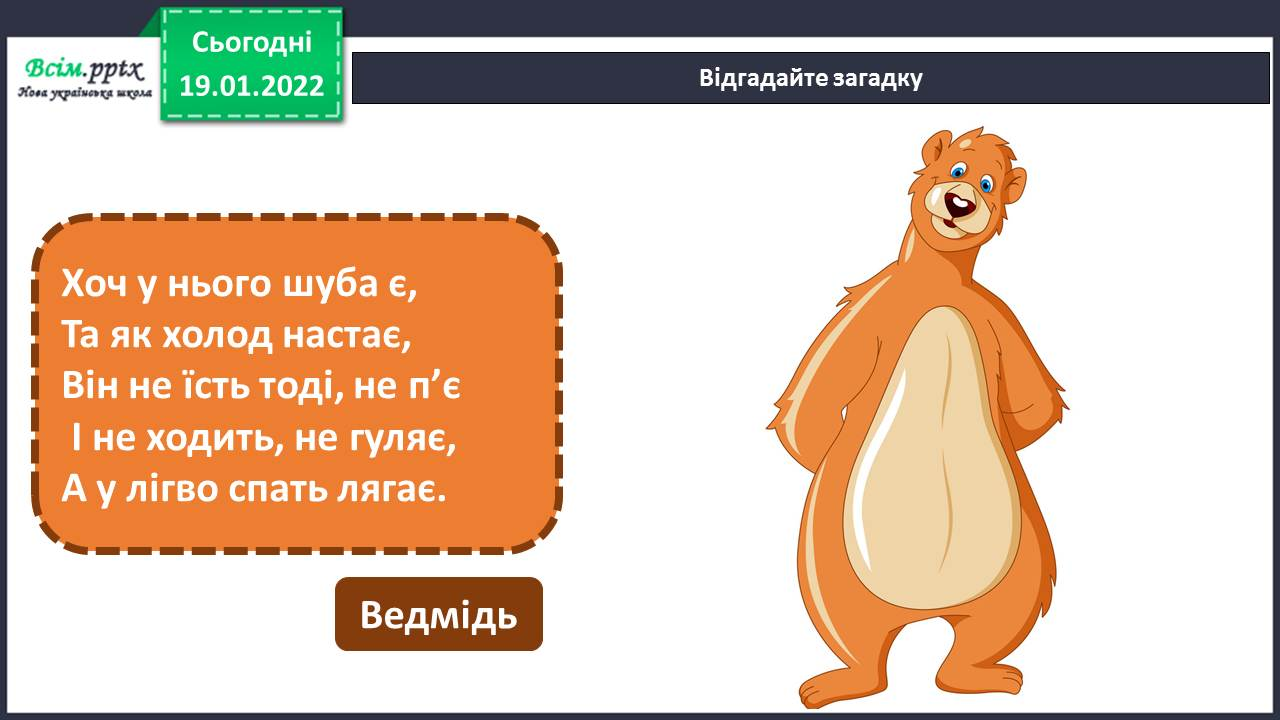 Сьогодні
19.01.2022
Всім.pptx
Нова українська школа
Відгадайте загадку
Хоч у нього шуба є,
Та як холод настає,
Він не їсть тоді, не п’є
І не ходить, не гуляє,
А у лігво спать лягає.
Ведмідь